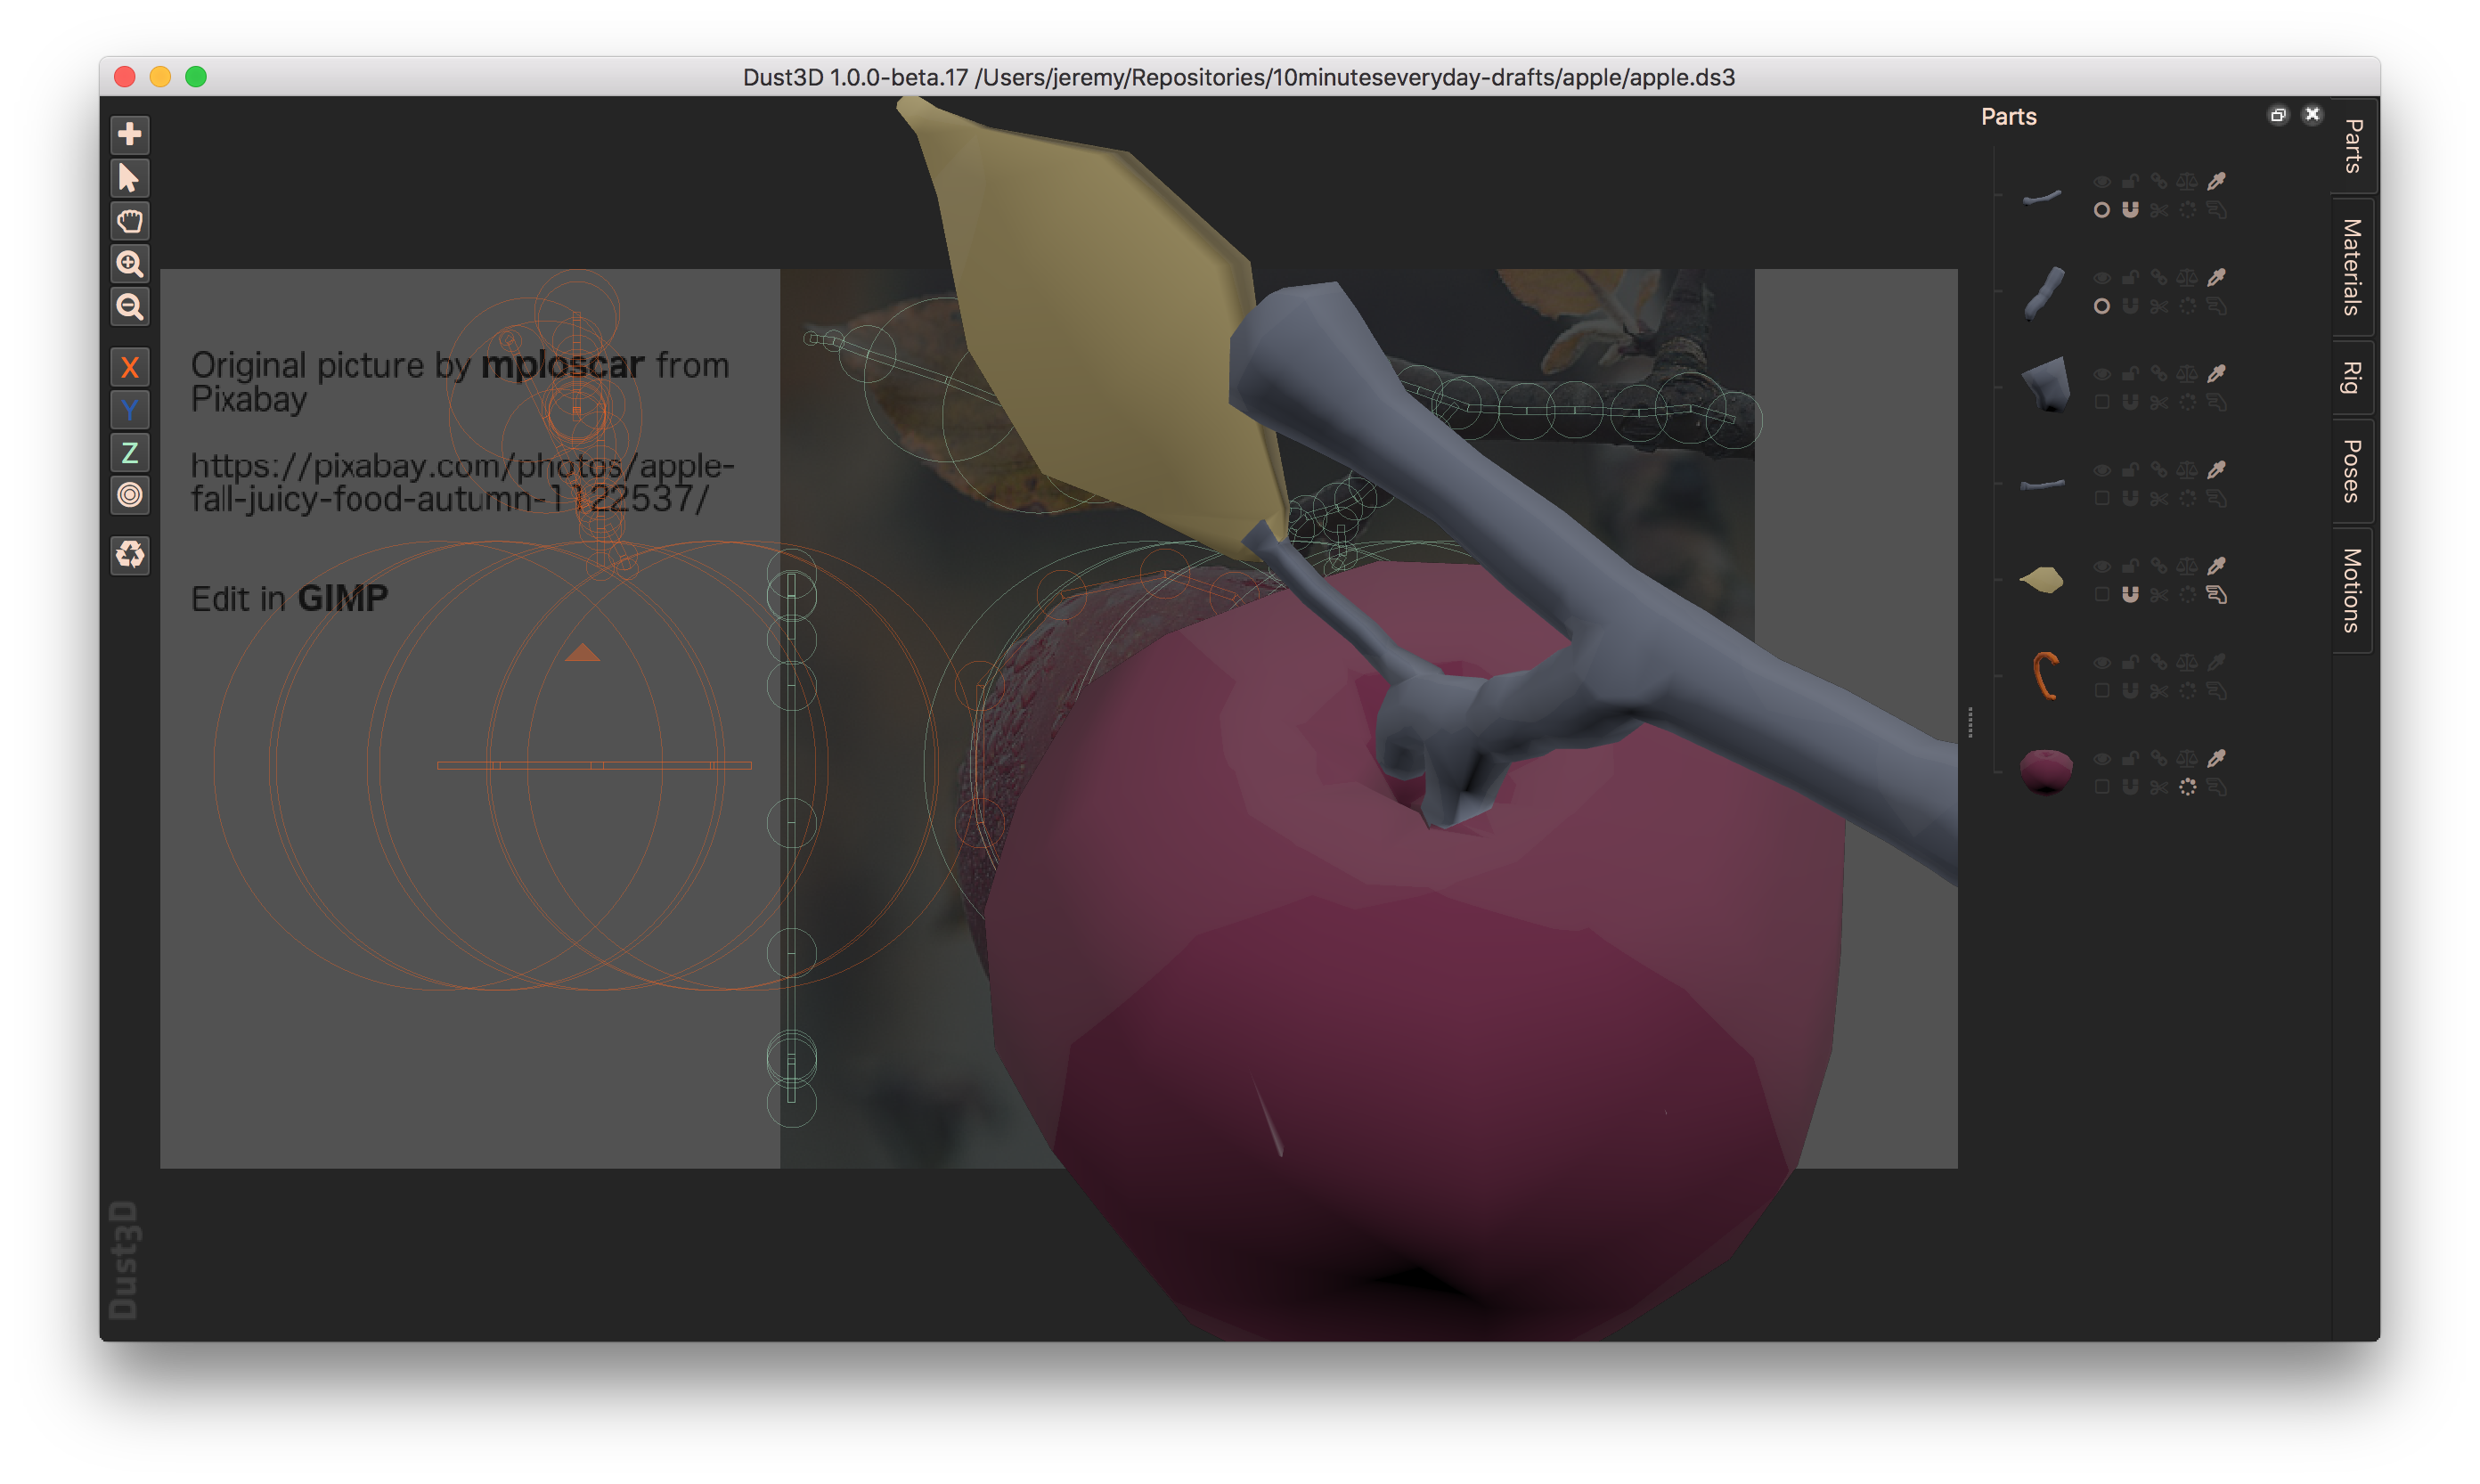 Dust3D 1.0.0-beta.17 /Users/jeremy/Repositories/10minuteseveryday-drafts/apple/apple.ds3
X
Y
Z
Original picture by mploscar from
Pixabay
https://pixabay.com/photos/apple-
fall-juicy-food-autumn-1122537/
Edit in GIMP
Dust3D
Parts
Parts
Materials
Rig
Poses
Motions